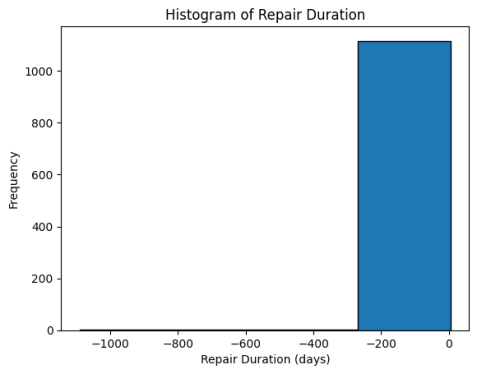 Histogram of Repair Duration
1000
800
600
400
200
0
Frequency
−1000 −800 −600 −400 −200 0
Repair Duration (days)